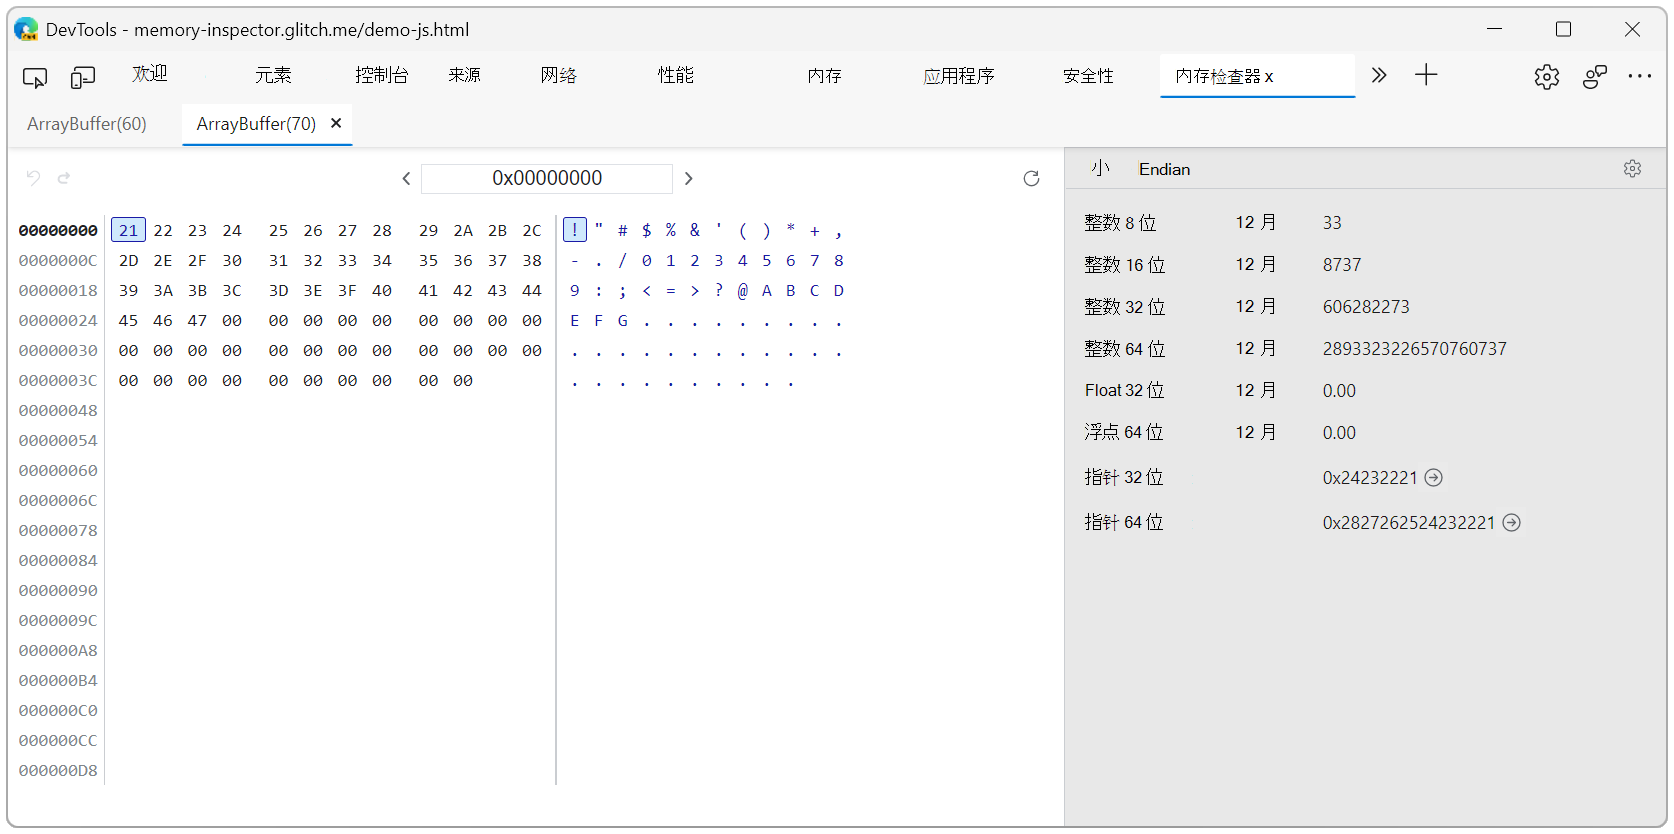 DevTools - memory-inspector.glitch.me/demo-js.html
欢迎 元素 控制台 来源 网络 性能 内存 应用程序 安全性 内存检查器 x
ArrayBuffer(60) ArrayBuffer(70) ×
0x00000000
00000000 21 22 23 24 25 26 27 28 29 2A 2B 2C ! " # $ % & ' ( ) * + ,
0000000C 2D 2E 2F 30 31 32 33 34 35 36 37 38 - . / 0 1 2 3 4 5 6 7 8
00000018 39 3A 3B 3C 3D 3E 3F 40 41 42 43 44 9 : ; < = > ? @ A B C D
00000024 45 46 47 00 00 00 00 00 00 00 00 00 E F G . . . . . . . . .
00000030 00 00 00 00 00 00 00 00 00 00 00 00 . . . . . . . . . . . .
0000003C 00 00 00 00 00 00 00 00 00 00 . . . . . . . . . .
00000048
00000054
00000060
0000006C
00000078
00000084
00000090
0000009C
000000A8
000000B4
000000C0
000000CC
000000D8
小 Endian
整数 8 位 12 月 33
整数 16 位 12 月 8737
整数 32 位 12 月 606282273
整数 64 位 12 月 2893323226570760737
Float 32 位 12 月 0.00
浮点 64 位 12 月 0.00
指针 32 位 0x24232221
指针 64 位 0x2827262524232221